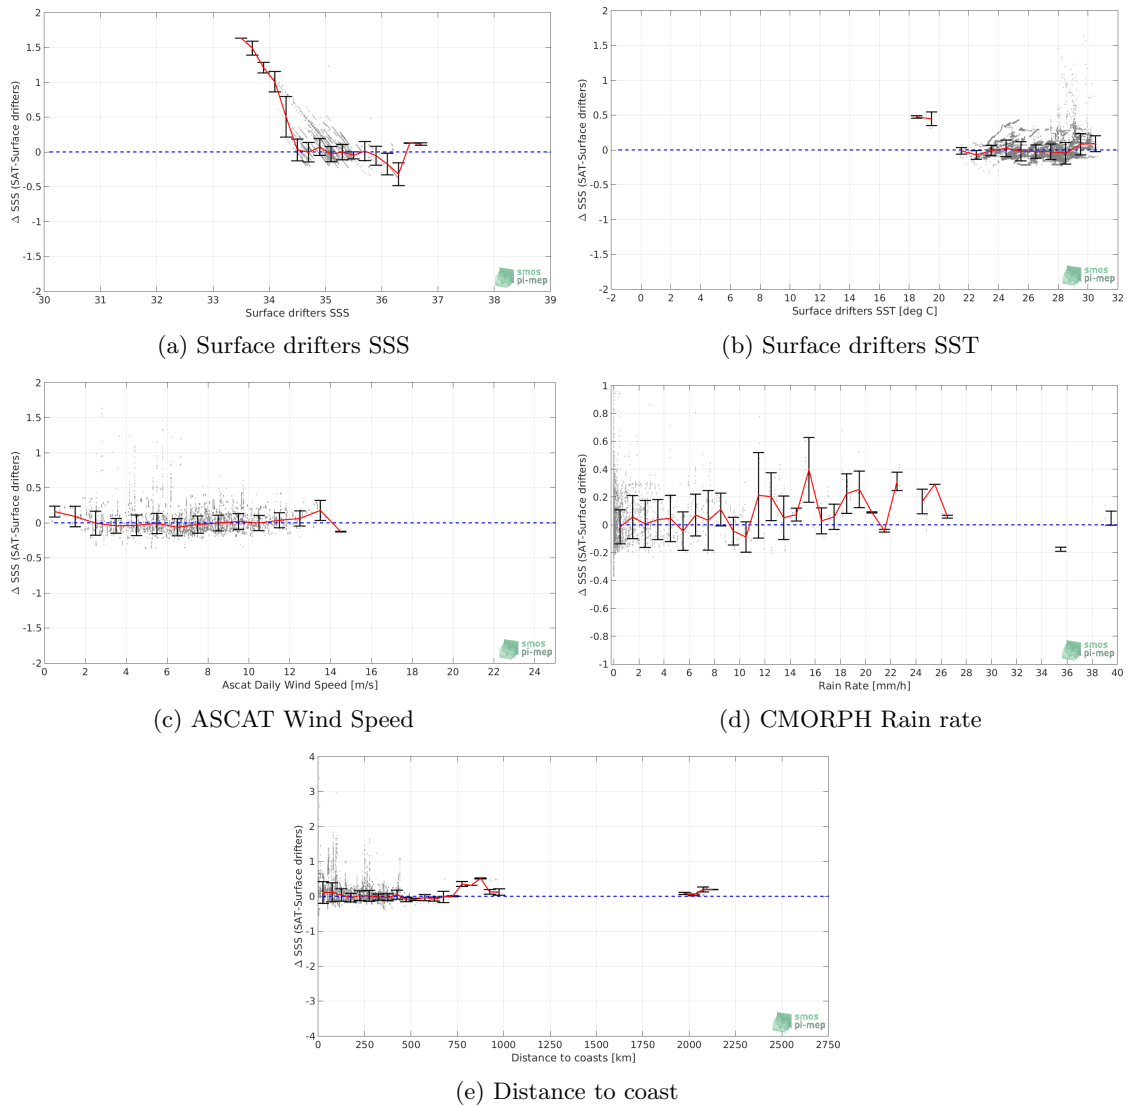 2
1.5
1
0.5
0
-0.5
-1
-1.5
-2
Δ SSS (SAT-Surface drifters)
30 31 32 33 34 35 36 37 38 39
Surface drifters SSS
smos
pi-mep
(a) Surface drifters SSS
2
1.5
1
0.5
0
-0.5
-1
-1.5
-2
Δ SSS (SAT-Surface drifters)
-2 0 2 4 6 8 10 12 14 16 18 20 22 24 26 28 30 32
Surface drifters SST [deg C]
smos
pi-mep
(b) Surface drifters SST
2
1.5
1
0.5
0
-0.5
-1
-1.5
-2
Δ SSS (SAT-Surface drifters)
0 2 4 6 8 10 12 14 16 18 20 22 24
Ascat Daily Wind Speed [m/s]
smos
pi-mep
(c) ASCAT Wind Speed
1
0.8
0.6
0.4
0.2
0
-0.2
-0.4
-0.6
-0.8
-1
Δ SSS (SAT-Surface drifters)
0 2 4 6 8 10 12 14 16 18 20 22 24 26 28 30 32 34 36 38 40
Rain Rate [mm/h]
smos
pi-mep
(d) CMORPH Rain rate
4
3
2
1
0
-1
-2
-3
-4
Δ SSS (SAT-Surface drifters)
0 250 500 750 1000 1250 1500 1750 2000 2250 2500 2750
Distance to coasts [km]
smos
pi-mep
(e) Distance to coast